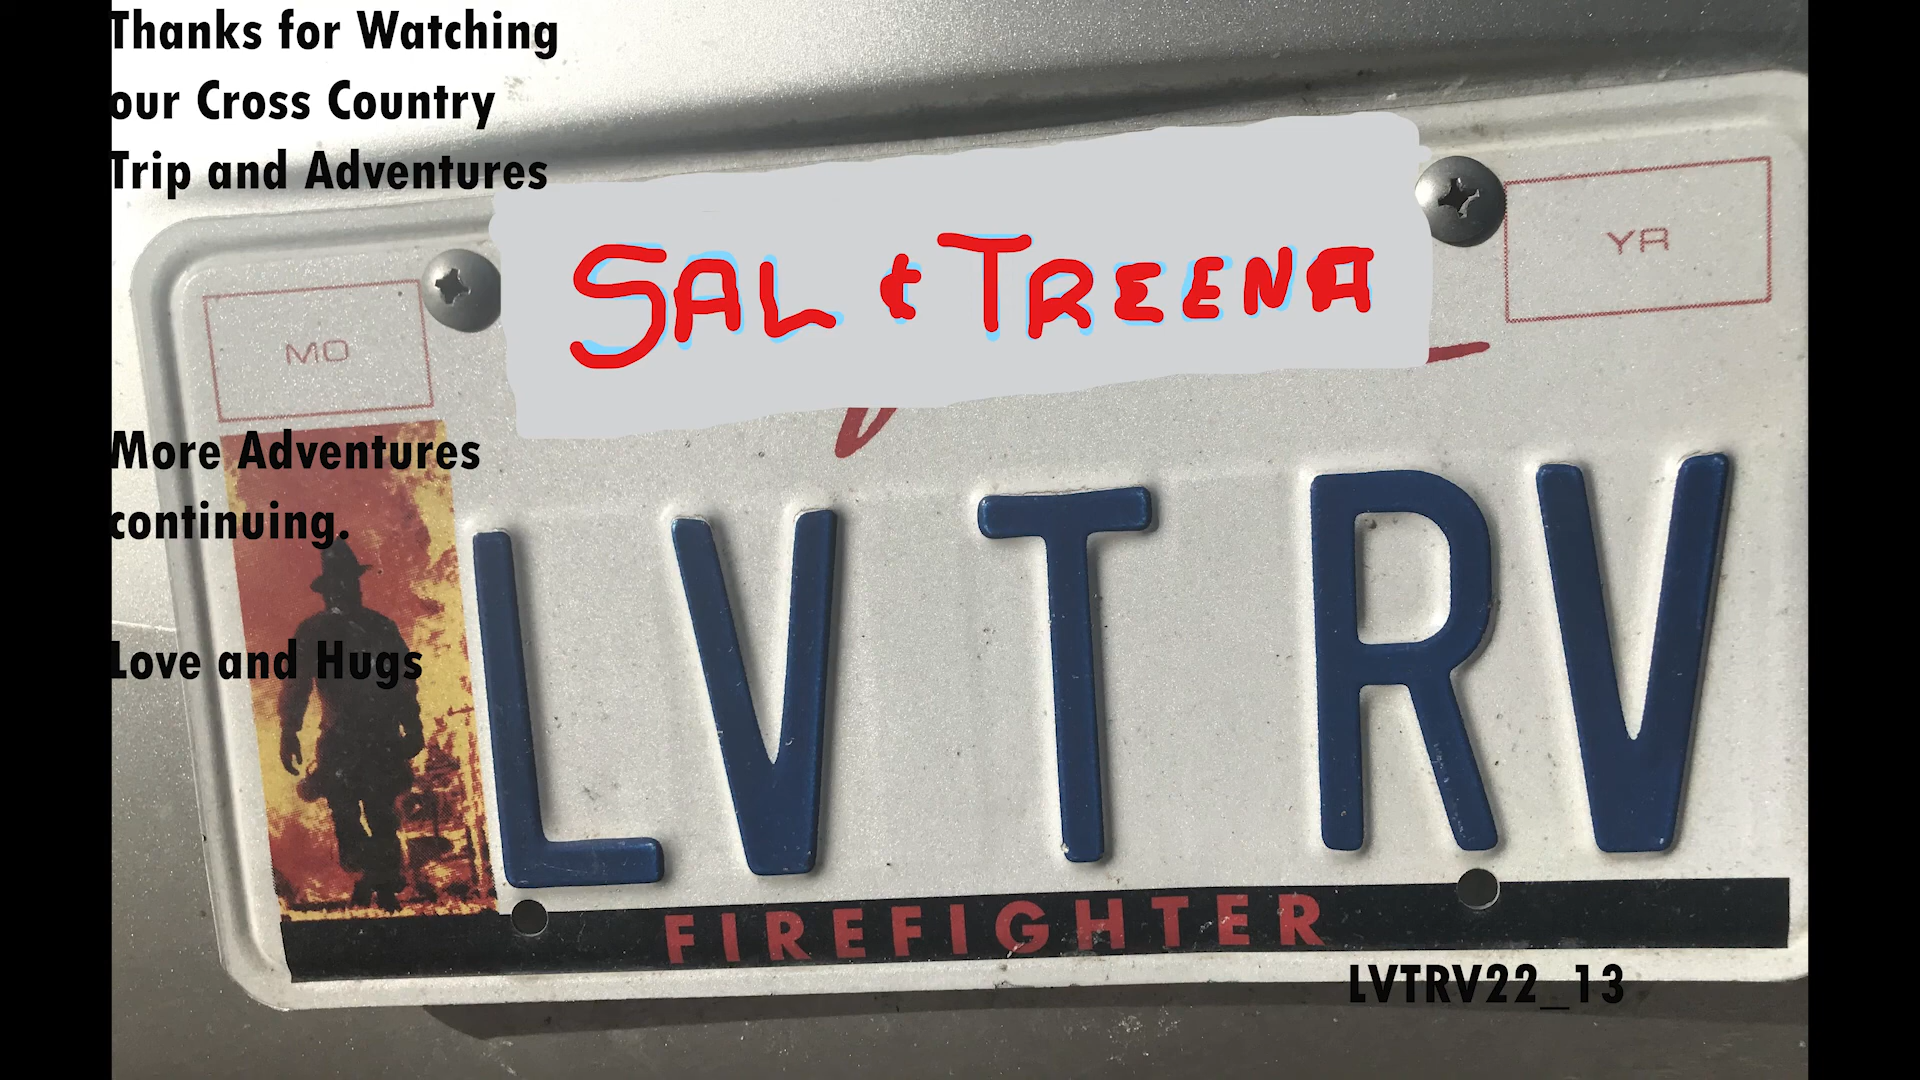 Thanks for Watching
our Cross Country
Trip and Adventures
SAL & TREENA
MO
YR
More Adventures
continuing.
Love and Hugs
LV T RV
FIREFIGHTER
LVTRV22_13